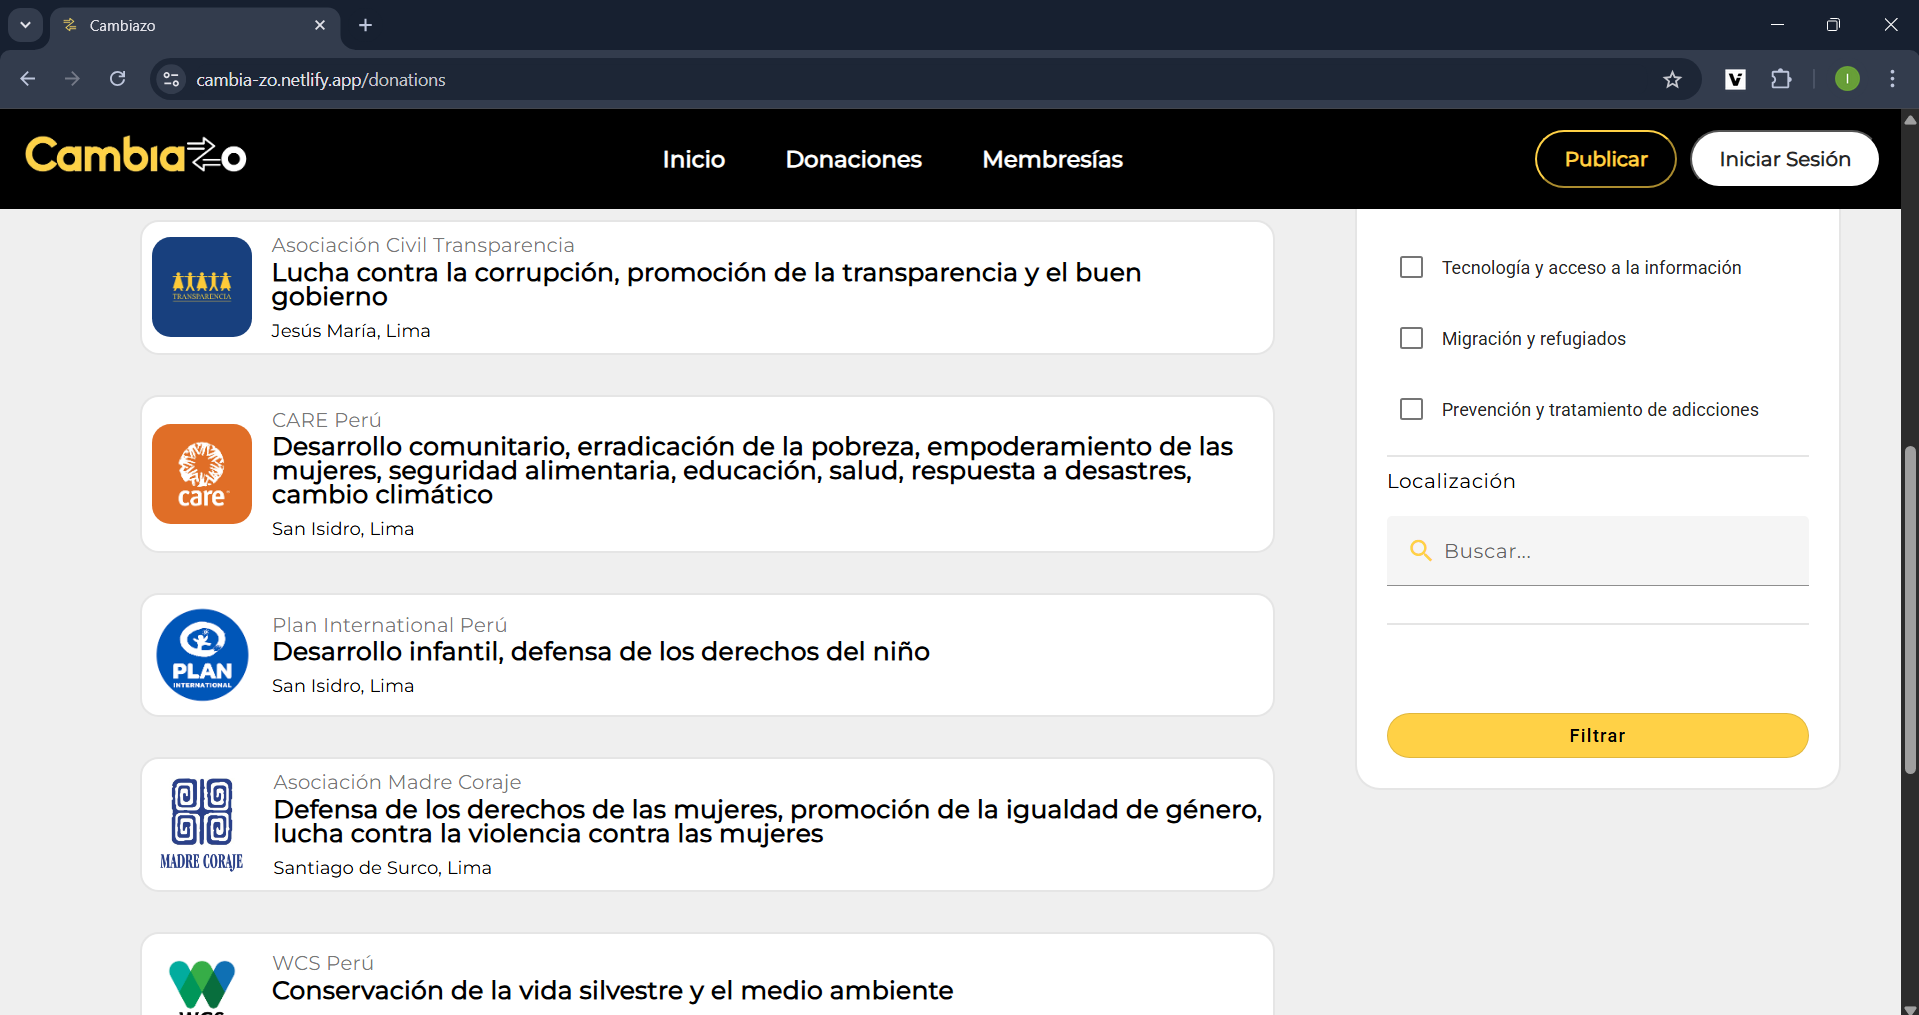 Cambiazo
cambia-zo.netlify.app/donations
I
Cambiazo
Inicio
Donaciones
Membresías
Publicar
Iniciar Sesión
TRANSPARENCIA
Asociación Civil Transparencia
Lucha contra la corrupción, promoción de la transparencia y el buen
gobierno
Jesús María, Lima
care
CARE Perú
Desarrollo comunitario, erradicación de la pobreza, empoderamiento de las
mujeres, seguridad alimentaria, educación, salud, respuesta a desastres,
cambio climático
San Isidro, Lima
PLAN
INTERNATIONAL
Plan International Perú
Desarrollo infantil, defensa de los derechos del niño
San Isidro, Lima
MADRE CORAJE
Asociación Madre Coraje
Defensa de los derechos de las mujeres, promoción de la igualdad de género,
lucha contra la violencia contra las mujeres
Santiago de Surco, Lima
WCS
WCS Perú
Conservación de la vida silvestre y el medio ambiente
Tecnología y acceso a la información
Migración y refugiados
Prevención y tratamiento de adicciones
Localización
Buscar...
Filtrar